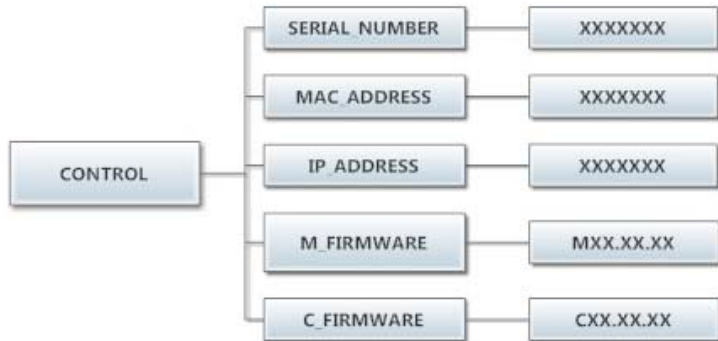 SERIAL_NUMBER XXXXXXX
MAC_ADDRESS XXXXXXX
IP_ADDRESS XXXXXXX
CONTROL
M_FIRMWARE MXX.XX.XX
C_FIRMWARE CXX.XX.XX